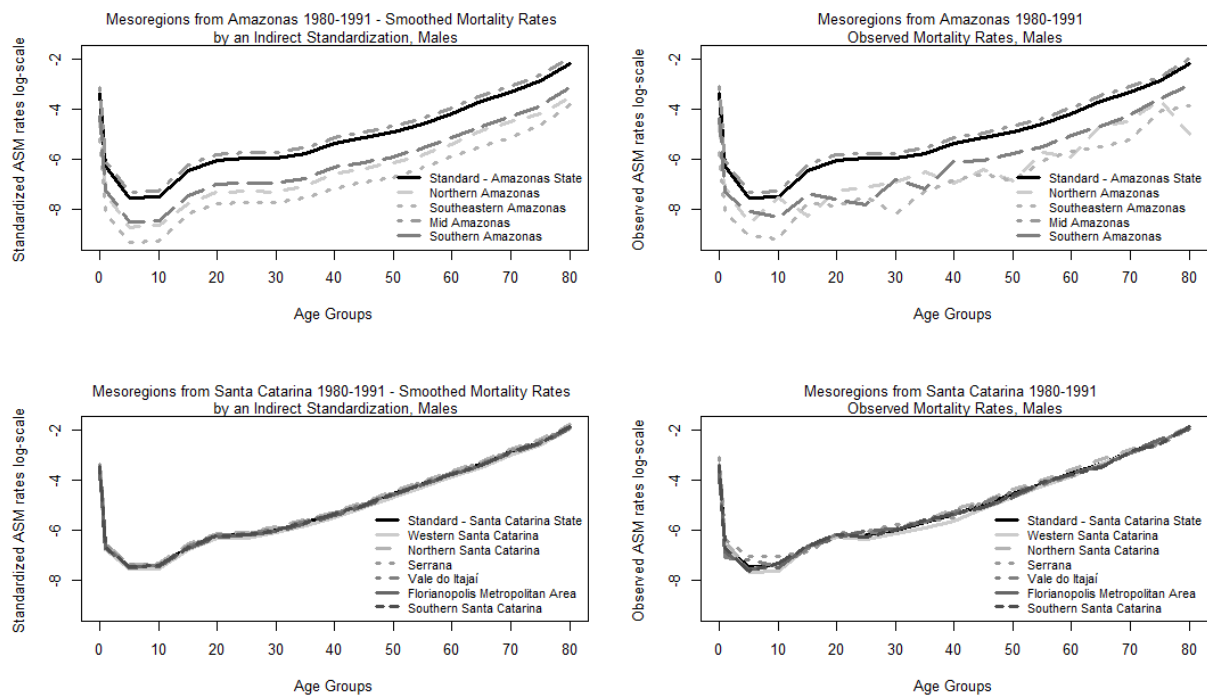 Mesoregions from Amazonas 1980-1991 - Smoothed Mortality Rates
by an Indirect Standardization, Males
Standardized ASM rates log-scale
-2
-4
-6
-8
Standard - Amazonas State
Northern Amazonas
Southeastern Amazonas
Mid Amazonas
Southern Amazonas
0 10 20 30 40 50 60 70 80
Age Groups
Mesoregions from Amazonas 1980-1991
Observed Mortality Rates, Males
Observed ASM rates log-scale
-2
-4
-6
-8
Standard - Amazonas State
Northern Amazonas
Southeastern Amazonas
Mid Amazonas
Southern Amazonas
0 10 20 30 40 50 60 70 80
Age Groups
Mesoregions from Santa Catarina 1980-1991 - Smoothed Mortality Rates
by an Indirect Standardization, Males
Standardized ASM rates log-scale
-2
-4
-6
-8
Standard - Santa Catarina State
Western Santa Catarina
Northern Santa Catarina
Serrana
Vale do Itajaí
Florianopolis Metropolitan Area
Southern Santa Catarina
0 10 20 30 40 50 60 70 80
Age Groups
Mesoregions from Santa Catarina 1980-1991
Observed Mortality Rates, Males
Observed ASM rates log-scale
-2
-4
-6
-8
Standard - Santa Catarina State
Western Santa Catarina
Northern Santa Catarina
Serrana
Vale do Itajaí
Florianopolis Metropolitan Area
Southern Santa Catarina
0 10 20 30 40 50 60 70 80
Age Groups